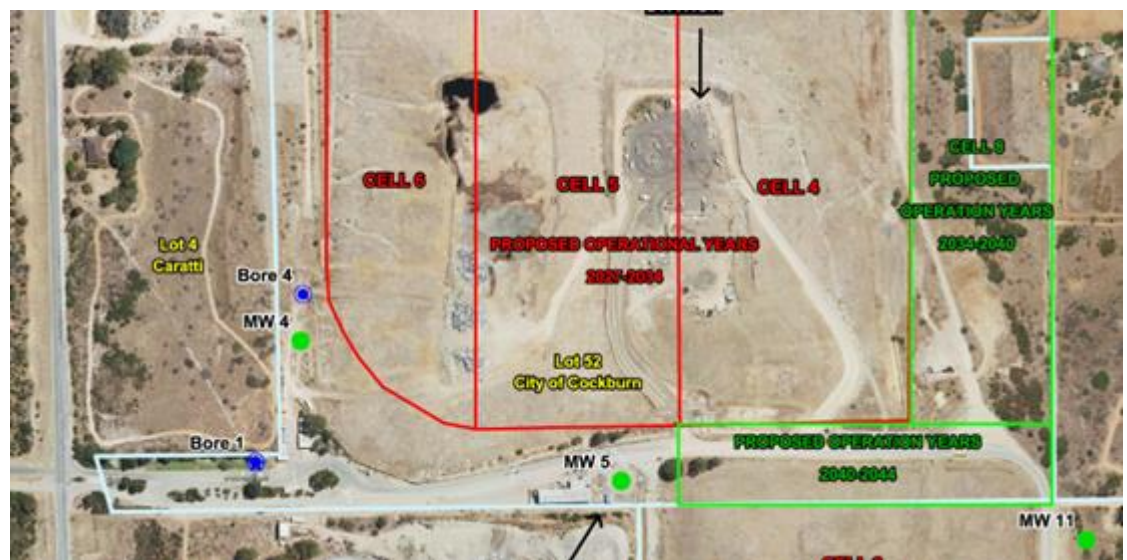 CELL 6
CELL 5
CELL 4
PROPOSED OPERATIONAL YEARS
2027-2034
CELL 8
PROPOSED
OPERATION YEARS
2034-2040
Lot 4
Caratti
Bore 4
MW 4
Lot 52
City of Cockburn
Bore 1
MW 5
PROPOSED OPERATION YEARS
2040-2044
MW 11